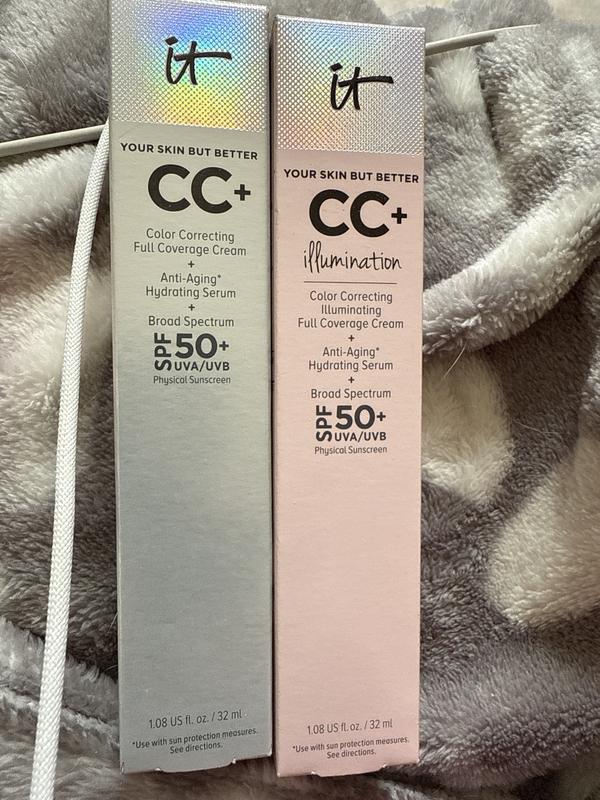 it
YOUR SKIN BUT BETTER
CC+
Color Correcting
Full Coverage Cream
+
Anti-Aging*
Hydrating Serum
+
Broad Spectrum
SPF 50+
UVA/UVB
Physical Sunscreen
1.08 US fl. oz. / 32 ml
*Use with sun protection measures.
See directions.
it
YOUR SKIN BUT BETTER
CC+
illumination
Color Correcting
Illuminating
Full Coverage Cream
+
Anti-Aging*
Hydrating Serum
+
Broad Spectrum
SPF 50+
UVA/UVB
Physical Sunscreen
1.08 US fl. oz. / 32 ml
*Use with sun protection measures.
See directions.